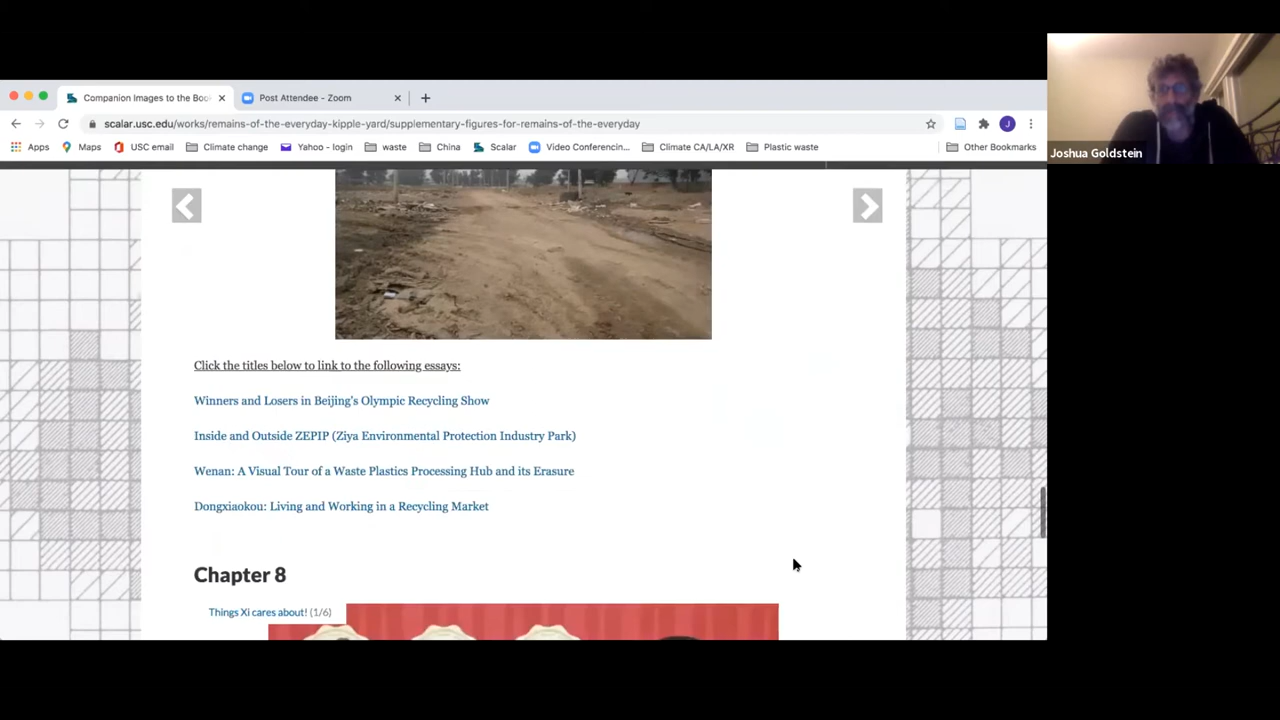 Companion Images to the Boo
Post Attendee - Zoom
scalar.usc.edu/works/remains-of-the-everyday-kipple-yard/supplementary-figures-for-remains-of-the-everyday
Apps Maps USC email Climate change Yahoo - login waste China Scalar Video Conferencin... Climate CA/LA/XR Plastic waste Other Bookmarks
J
Joshua Goldstein
Click the titles below to link to the following essays:
Winners and Losers in Beijing's Olympic Recycling Show
Inside and Outside ZEPIP (Ziya Environmental Protection Industry Park)
Wenan: A Visual Tour of a Waste Plastics Processing Hub and its Erasure
Dongxiaokou: Living and Working in a Recycling Market
Chapter 8
Things Xi cares about! (1/6)